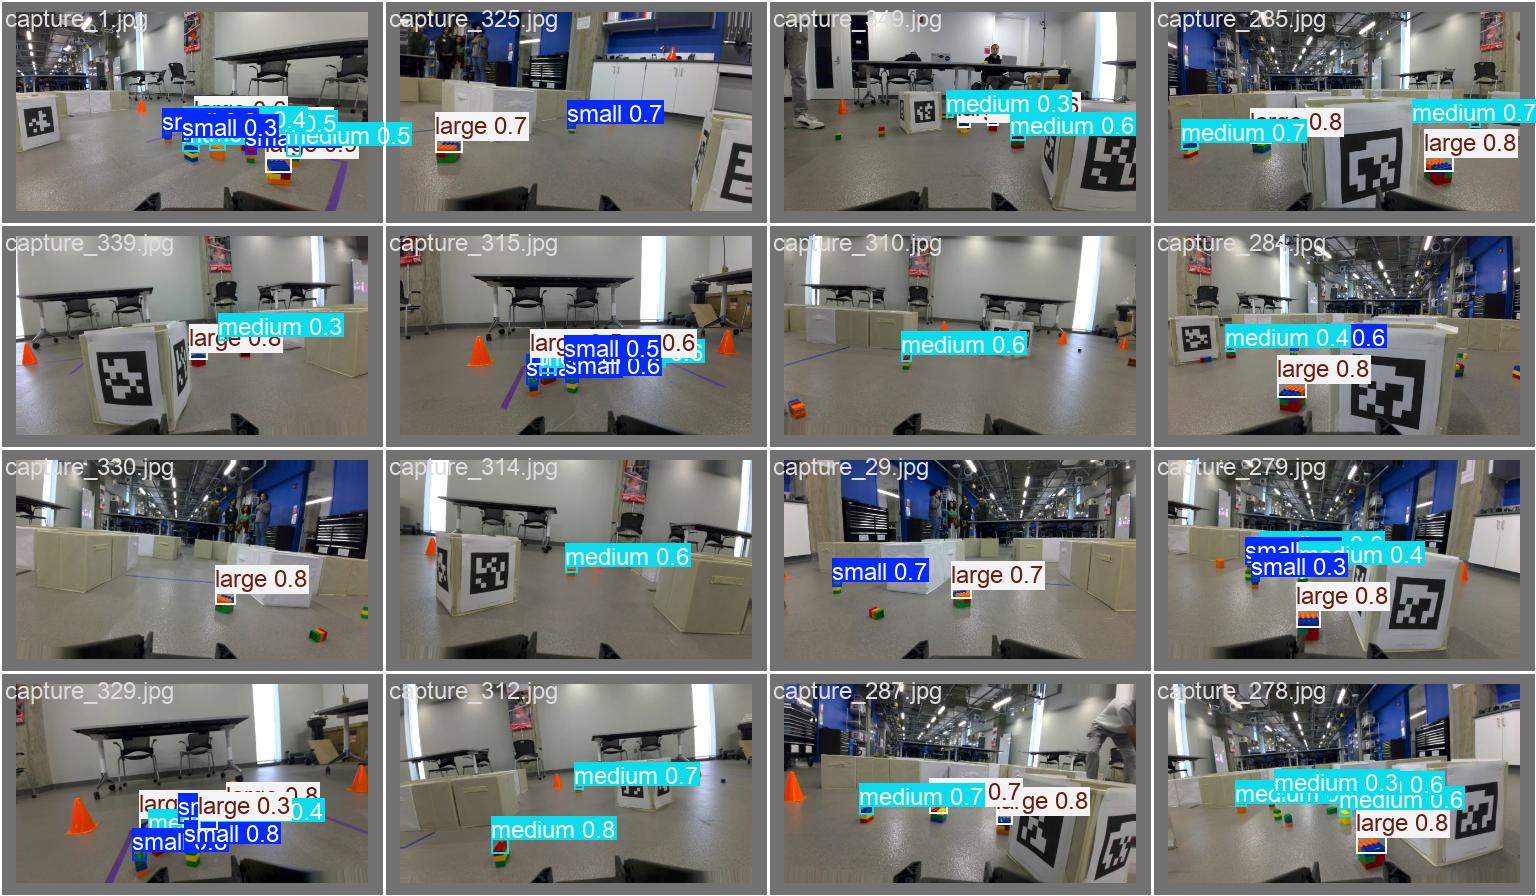 capture_1.jpg
large 0.9
small 0.3
0.4
0.5
medium 0.5
capture_325.jpg
large 0.7
small 0.7
capture_349.jpg
medium 0.3
medium 0.6
capture_285.jpg
medium 0.7
0.8
medium 0.7
large 0.8
capture_339.jpg
large 0.8
medium 0.3
capture_315.jpg
0.6
small 0.5
small 0.6
capture_310.jpg
medium 0.6
capture_284.jpg
medium 0.4
0.6
large 0.8
capture_330.jpg
large 0.8
capture_314.jpg
medium 0.6
capture_29.jpg
small 0.7
large 0.7
capture_279.jpg
medium 0.4
small 0.3
large 0.8
capture_329.jpg
large 0.3
0.4
small 0.8
capture_312.jpg
medium 0.7
medium 0.8
capture_287.jpg
medium 0.7
0.7
large 0.8
capture_278.jpg
medium 0.3
0.6
medium 0.6
large 0.8